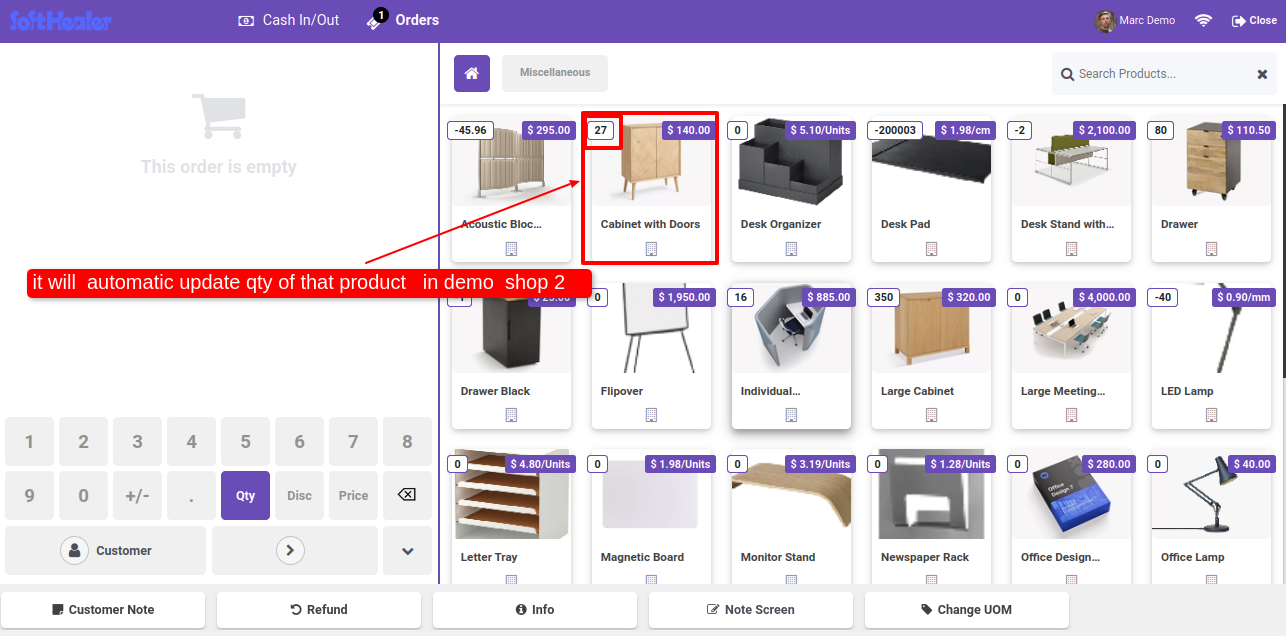 SoftHealer
Cash In/Out
1
Orders
Marc Demo
Close
This order is empty
Miscellaneous
Search Products...
-45.96
$ 295.00
Acoustic Bloc...
27
$ 140.00
Cabinet with Doors
0
$ 5.10/Units
Desk Organizer
-200003
$ 1.98/cm
Desk Pad
-2
$ 2,100.00
Desk Stand with...
80
$ 110.50
Drawer
it will automatic update qty of that product in demo shop 2
Drawer Black
0
$ 1,950.00
Flipover
16
$ 885.00
Individual...
350
$ 320.00
Large Cabinet
0
$ 4,000.00
Large Meeting...
-40
$ 0.90/mm
LED Lamp
0
$ 4.80/Units
Letter Tray
0
$ 1.98/Units
Magnetic Board
0
$ 3.19/Units
Monitor Stand
0
$ 1.28/Units
Newspaper Rack
0
$ 280.00
Office
Design 7
Office Design...
0
$ 40.00
Office Lamp
1 2 3 4 5 6 7 8
9 0 +/- . Qty Disc Price
Customer
Customer Note
Refund
Info
Note Screen
Change UOM